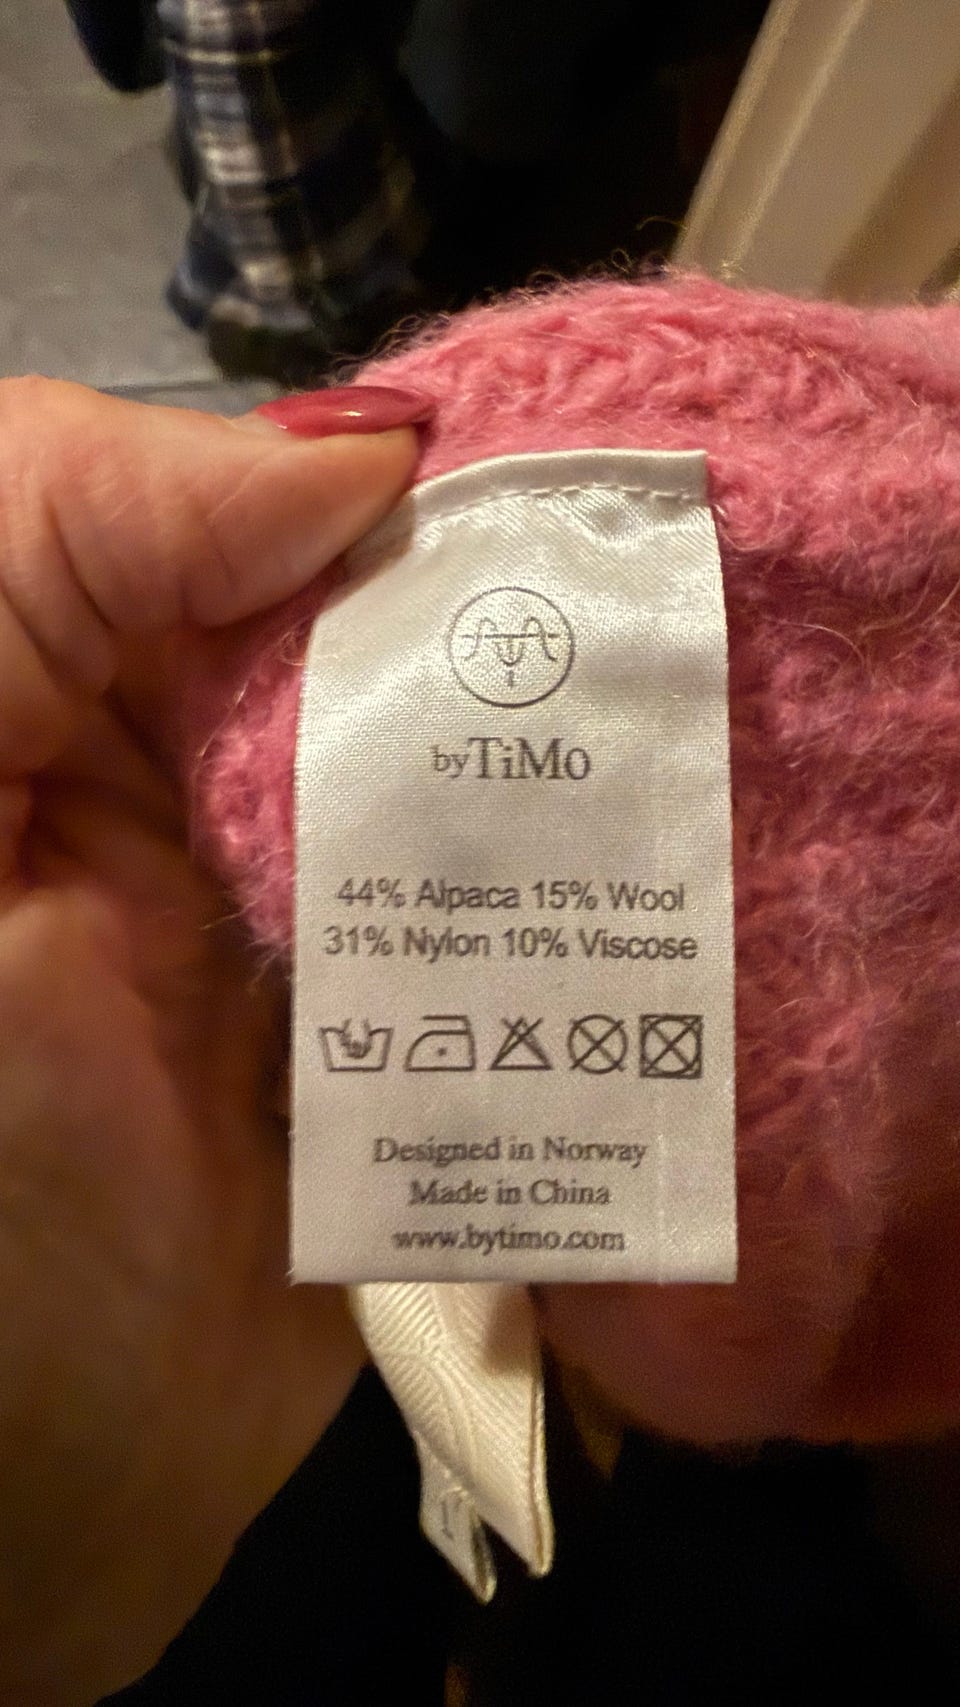 byTiMo
44% Alpaca 15% Wool
31% Nylon 10% Viscose
Designed in Norway
Made in China
www.bytimo.com